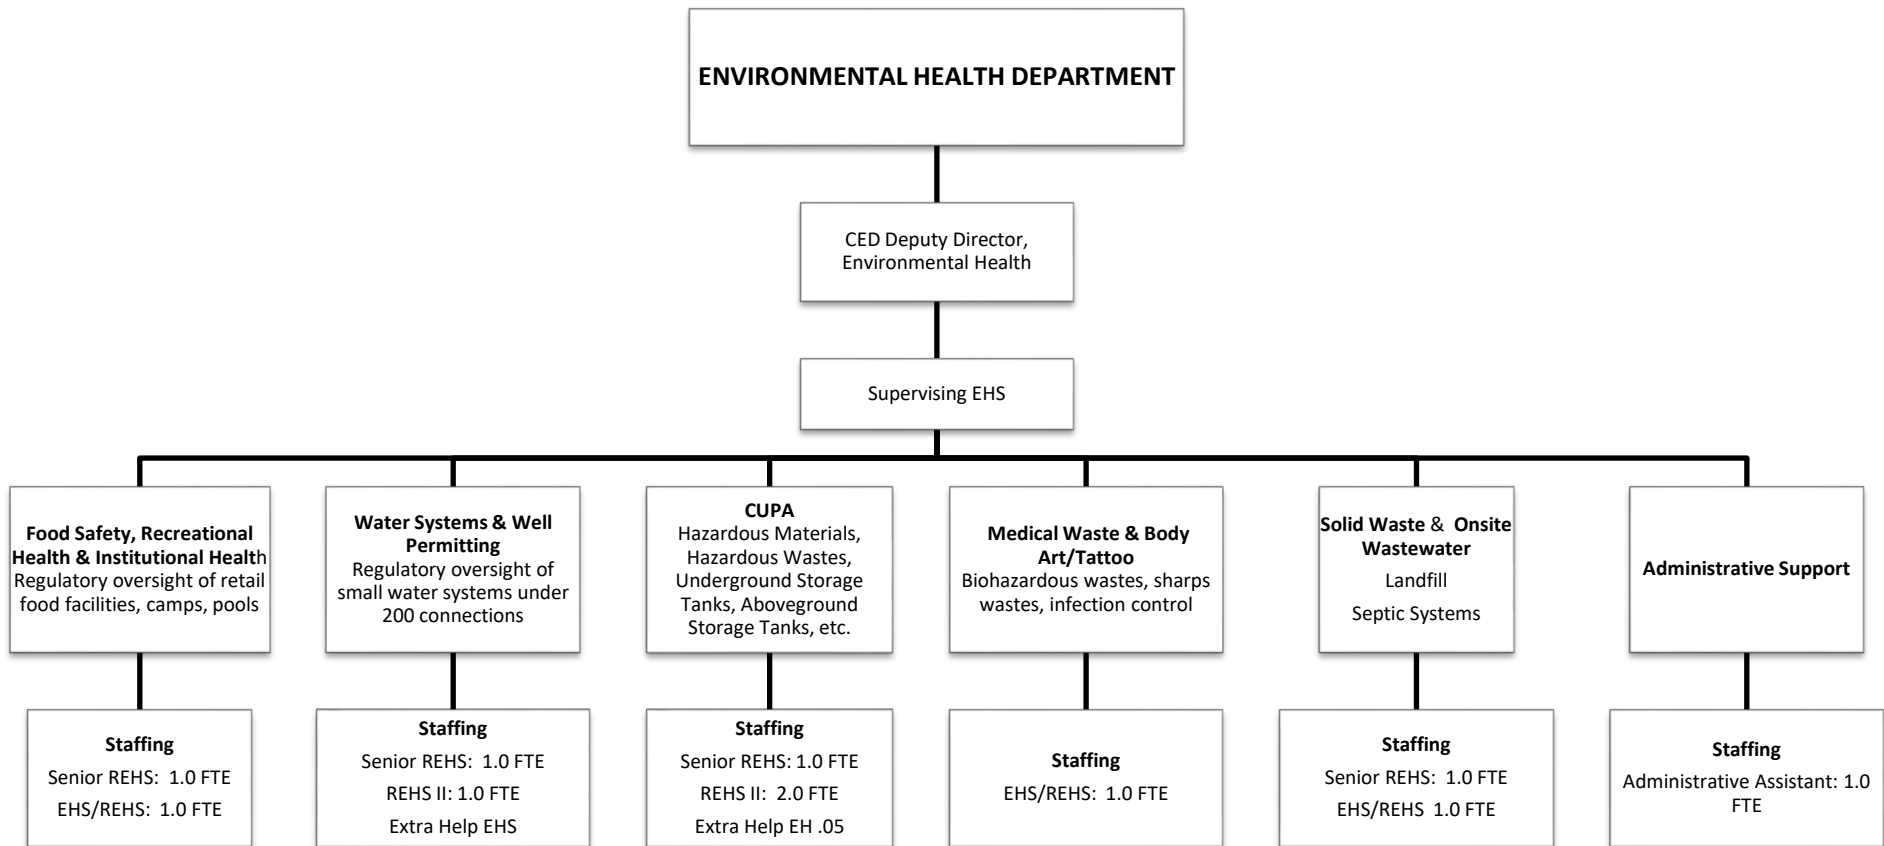 ENVIRONMENTAL HEALTH DEPARTMENT
CED Deputy Director,
Environmental Health
Supervising EHS
Food Safety, Recreational
Health & Institutional Health
Regulatory oversight of retail
food facilities, camps, pools
Water Systems & Well
Permitting
Regulatory oversight of
small water systems under
200 connections
CUPA
Hazardous Materials,
Hazardous Wastes,
Underground Storage
Tanks, Aboveground
Storage Tanks, etc.
Medical Waste & Body
Art/Tattoo
Biohazardous wastes, sharps
wastes, infection control
Solid Waste & Onsite
Wastewater
Landfill
Septic Systems
Administrative Support
Staffing
Senior REHS: 1.0 FTE
EHS/REHS: 1.0 FTE
Staffing
Senior REHS: 1.0 FTE
REHS II: 1.0 FTE
Extra Help EHS
Staffing
Senior REHS: 1.0 FTE
REHS II: 2.0 FTE
Extra Help EH .05
Staffing
EHS/REHS: 1.0 FTE
Staffing
Senior REHS: 1.0 FTE
EHS/REHS 1.0 FTE
Staffing
Administrative Assistant: 1.0
FTE